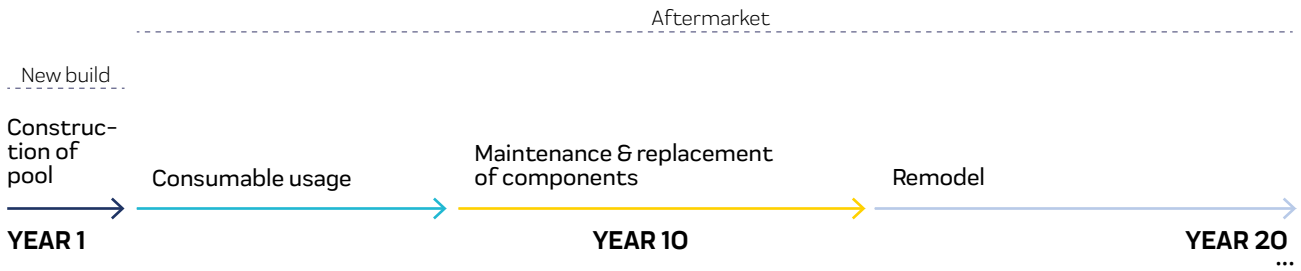 Aftermarket
New build
Construc-
tion of
pool
Consumable usage
Maintenance & replacement
of components
Remodel
YEAR 1
YEAR 10
YEAR 20
...